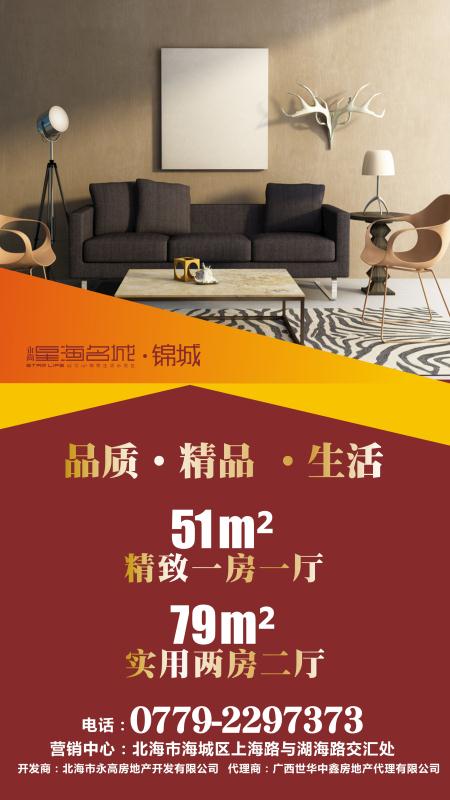 永高 星海名城·锦城
STAR LIFE
品质·精品·生活
51m²
精致一房一厅
79m²
实用两房二厅
电话：0779-2297373
营销中心：北海市海城区上海路与湖海路交汇处
开发商：北海市永高房地产开发有限公司 代理商：广西世华中鑫房地产代理有限公司